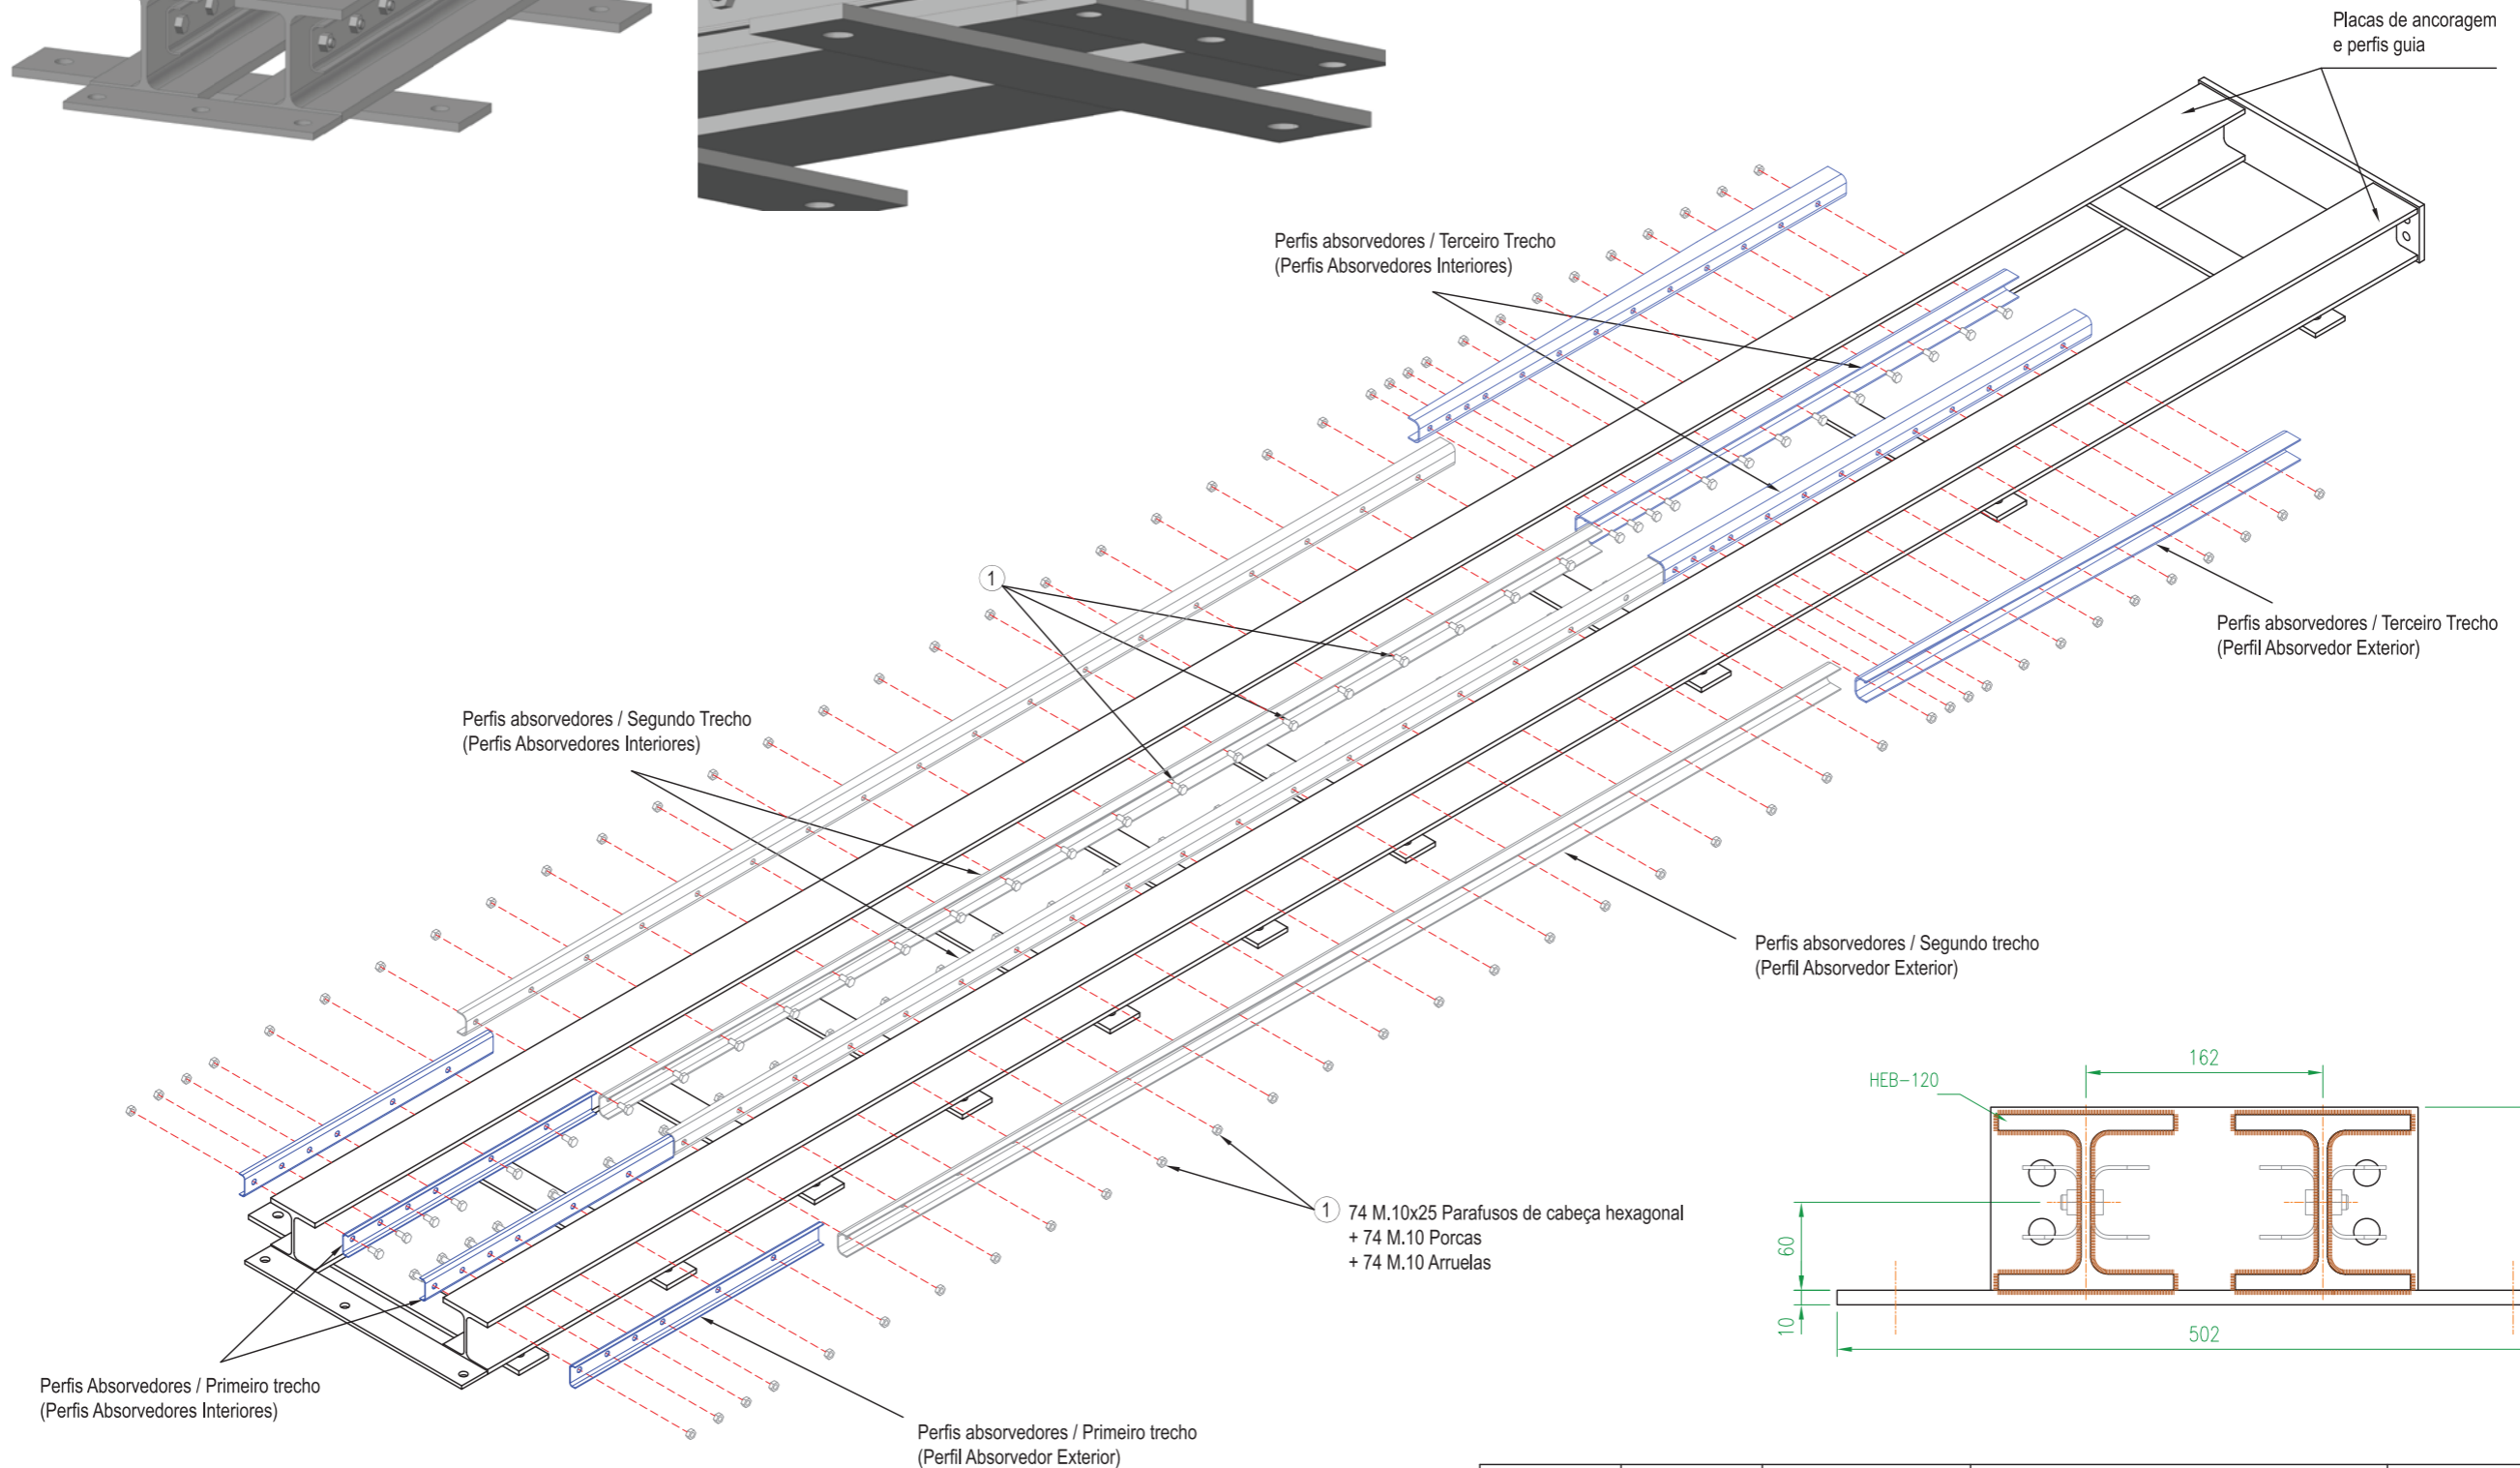 Placas de ancoragem
e perfis guia
Perfis absorvedores / Terceiro Trecho
(Perfis Absorvedores Interiores)
1
Perfis absorvedores / Terceiro Trecho
(Perfil Absorvedor Exterior)
Perfis absorvedores / Segundo Trecho
(Perfis Absorvedores Interiores)
Perfis absorvedores / Segundo trecho
(Perfil Absorvedor Exterior)
162
HEB-120
60
10
502
1 74 M.10x25 Parafusos de cabeça hexagonal
+ 74 M.10 Porcas
+ 74 M.10 Arruelas
Perfis Absorvedores / Primeiro trecho
(Perfis Absorvedores Interiores)
Perfis absorvedores / Primeiro trecho
(Perfil Absorvedor Exterior)